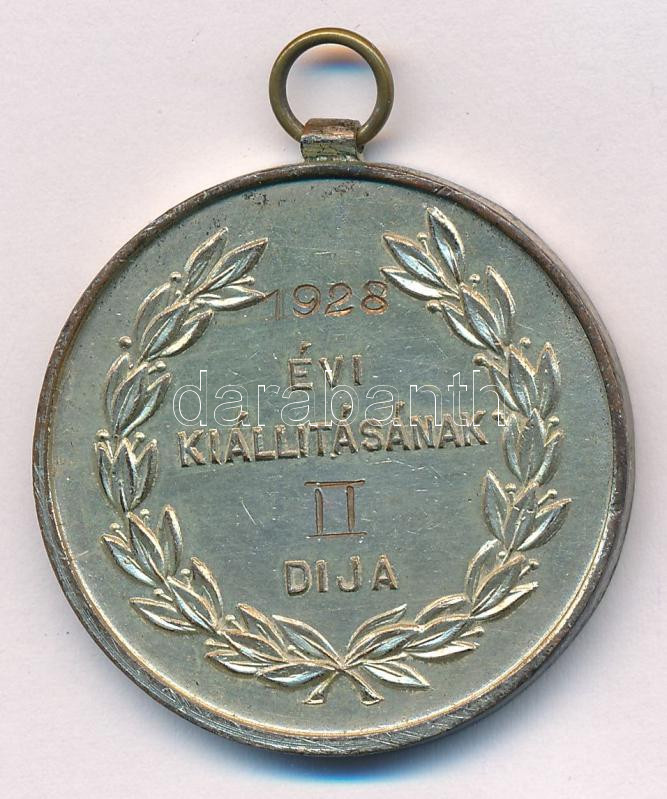 1928
ÉVI
darabanth
KIÁLLITÁSÁNAK
II
DIJA